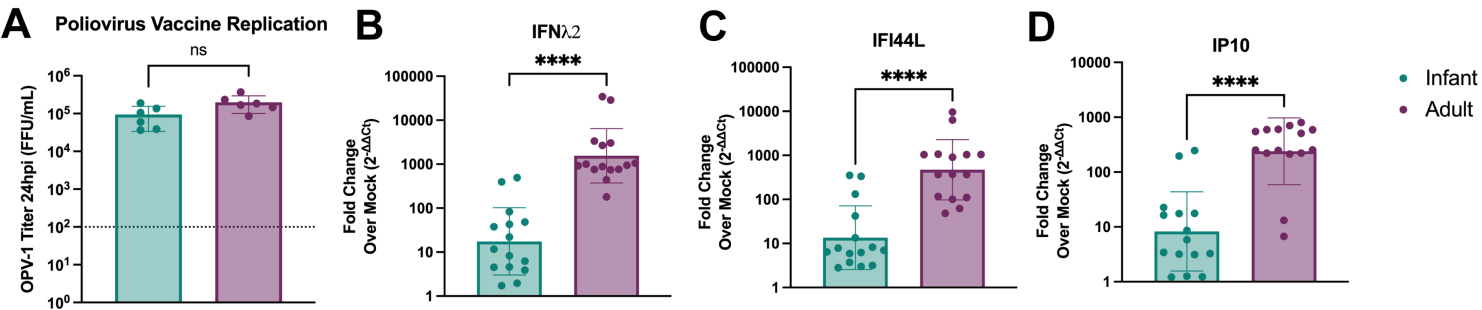 A
Poliovirus Vaccine Replication
ns
OPV-1 Titer 24hpi (FFU/mL)
10⁶
10⁵
10⁴
10³
10²
10¹
10⁰
B
IFNλ2
****
Fold Change
Over Mock (2^-ΔΔCt)
100000
10000
1000
100
10
1
C
IFI44L
****
Fold Change
Over Mock (2^-ΔΔCt)
100000
10000
1000
100
10
1
D
IP10
****
Fold Change
Over Mock (2^-ΔΔCt)
10000
1000
100
10
1
Infant
Adult